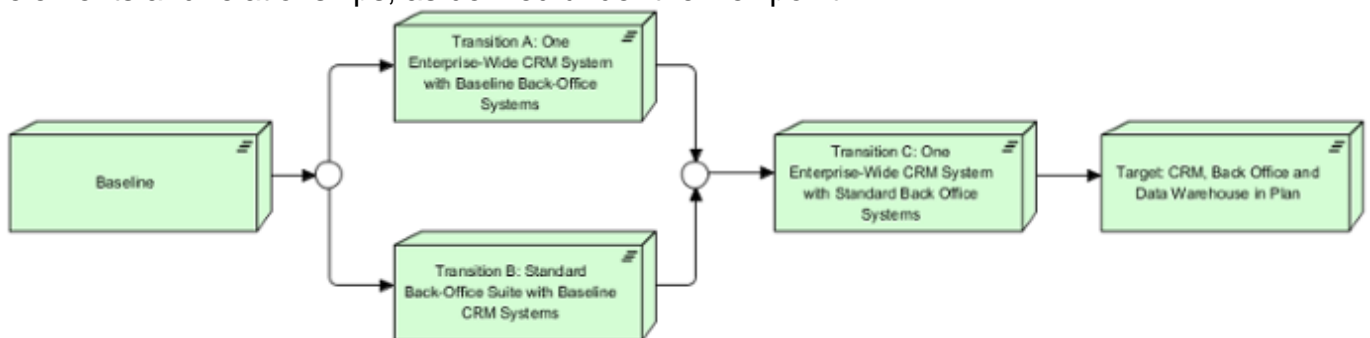 Transition A: One
Enterprise-Wide CRM System
with Baseline Back-Office
Systems
Baseline
Transition B: Standard
Back-Office Suite with Baseline
CRM Systems
Transition C: One
Enterprise-Wide CRM System
with Standard Back Office
Systems
Target: CRM, Back Office and
Data Warehouse in Plan